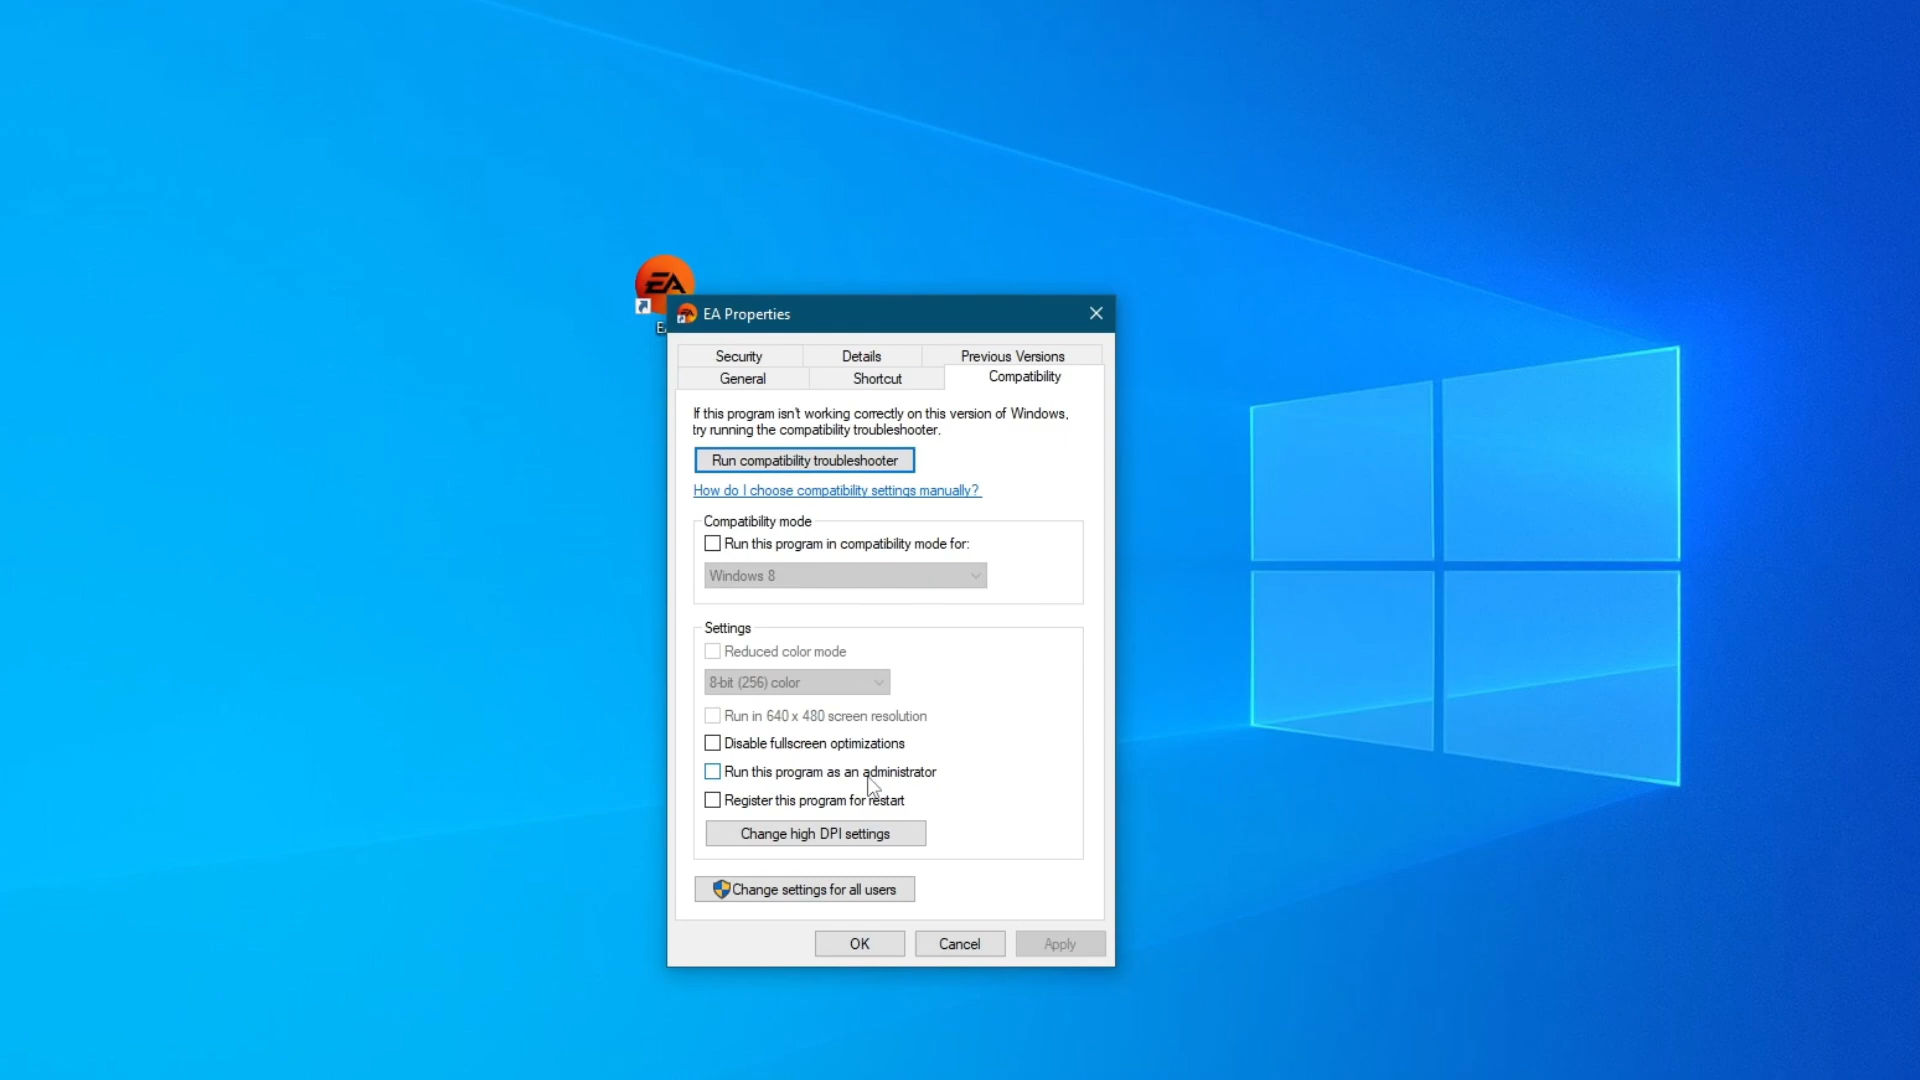 EA
E
EA Properties
Security
Details
Previous Versions
General
Shortcut
Compatibility
If this program isn't working correctly on this version of Windows,
try running the compatibility troubleshooter.
Run compatibility troubleshooter
How do I choose compatibility settings manually?
Compatibility mode
Run this program in compatibility mode for:
Windows 8
Settings
Reduced color mode
8-bit (256) color
Run in 640 x 480 screen resolution
Disable fullscreen optimizations
Run this program as an administrator
Register this program for restart
Change high DPI settings
Change settings for all users
OK
Cancel
Apply